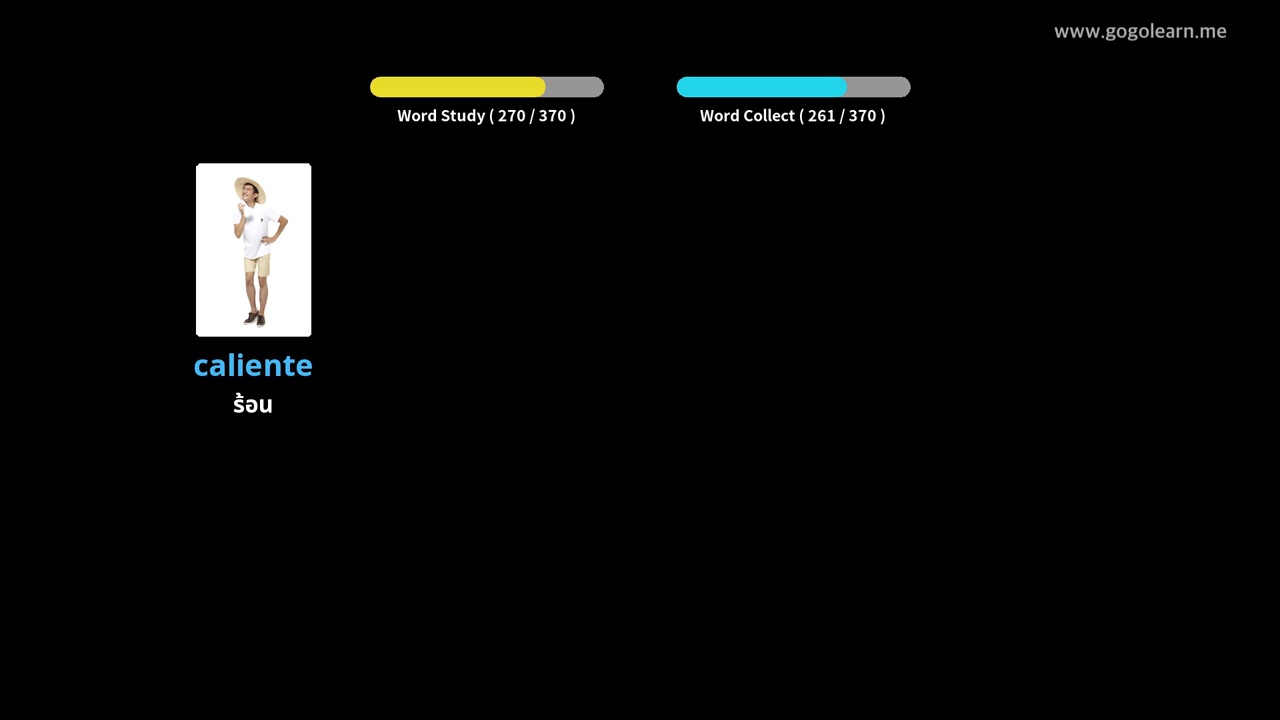 www.gogolearn.me
Word Study ( 270 / 370 )
Word Collect ( 261 / 370 )
caliente
ร้อน